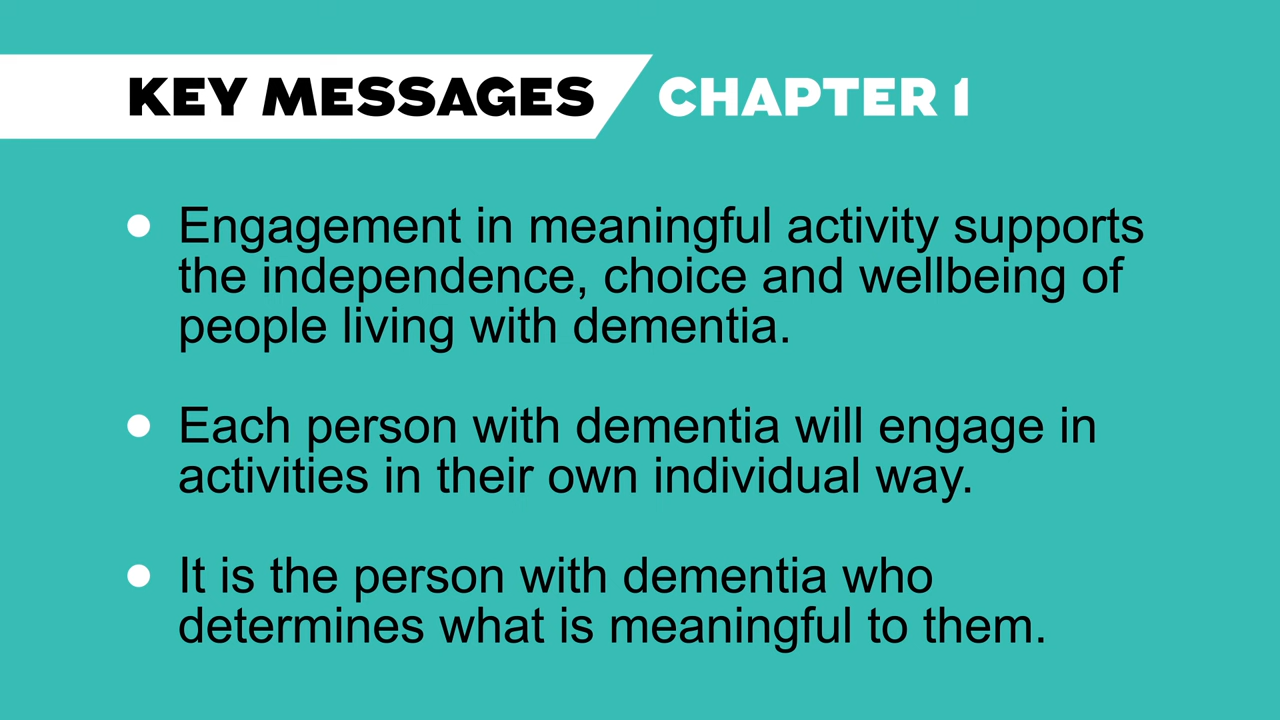 KEY MESSAGES CHAPTER 1
• Engagement in meaningful activity supports
the independence, choice and wellbeing of
people living with dementia.
• Each person with dementia will engage in
activities in their own individual way.
• It is the person with dementia who
determines what is meaningful to them.